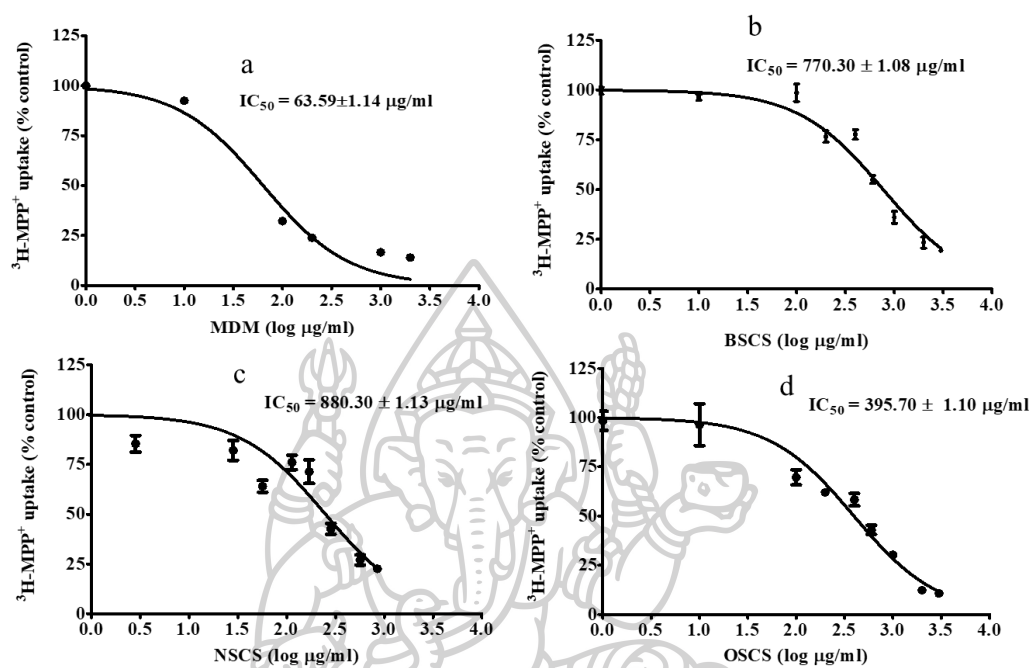 a
IC50 = 63.59±1.14 µg/ml
³H-MPP⁺ uptake (% control)
125
100
75
50
25
0
0.0 0.5 1.0 1.5 2.0 2.5 3.0 3.5 4.0
MDM (log µg/ml)
b
IC50 = 770.30 ± 1.08 µg/ml
³H-MPP⁺ uptake (% control)
125
100
75
50
25
0
0.0 0.5 1.0 1.5 2.0 2.5 3.0 3.5 4.0
BSCS (log µg/ml)
c
IC50 = 880.30 ± 1.13 µg/ml
³H-MPP⁺ uptake (% control)
125
100
75
50
25
0
0.0 0.5 1.0 1.5 2.0 2.5 3.0 3.5 4.0
NSCS (log µg/ml)
d
IC50 = 395.70 ± 1.10 µg/ml
³H-MPP⁺ uptake (% control)
125
100
75
50
25
0
0.0 0.5 1.0 1.5 2.0 2.5 3.0 3.5 4.0
OSCS (log µg/ml)